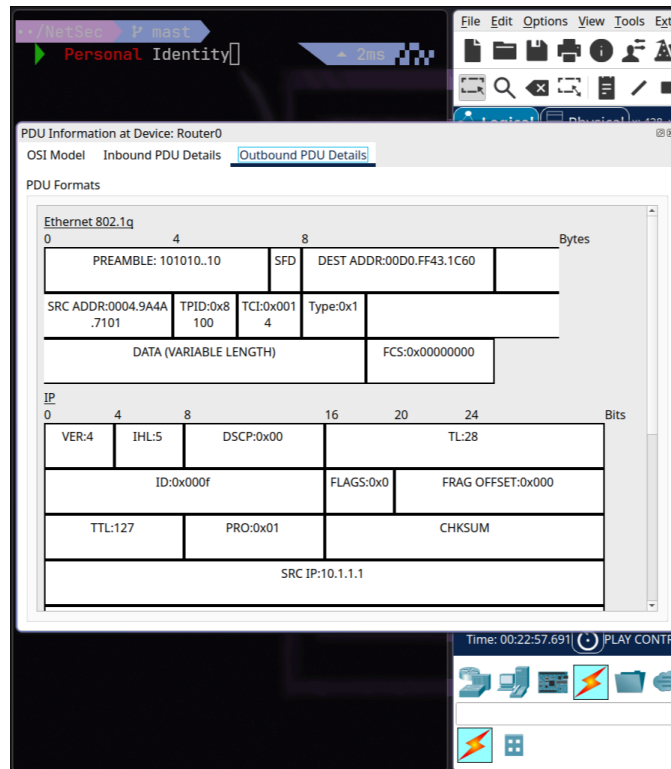 ~/NetSec mast
Personal Identity 2ms
File Edit Options View Tools
Logical Physical
PDU Information at Device: Router0
OSI Model Inbound PDU Details Outbound PDU Details
PDU Formats
Ethernet 802.1q
0 4 8 Bytes
PREAMBLE: 101010..10 SFD DEST ADDR:00D0.FF43.1C60
SRC ADDR:0004.9A4A TPID:0x8 TCI:0x001 Type:0x1
.7101 100 4
DATA (VARIABLE LENGTH) FCS:0x00000000
IP
0 4 8 16 20 24 Bits
VER:4 IHL:5 DSCP:0x00 TL:28
ID:0x000f FLAGS:0x0 FRAG OFFSET:0x000
TTL:127 PRO:0x01 CHKSUM
SRC IP:10.1.1.1
Time: 00:22:57.691 PLAY CONTR